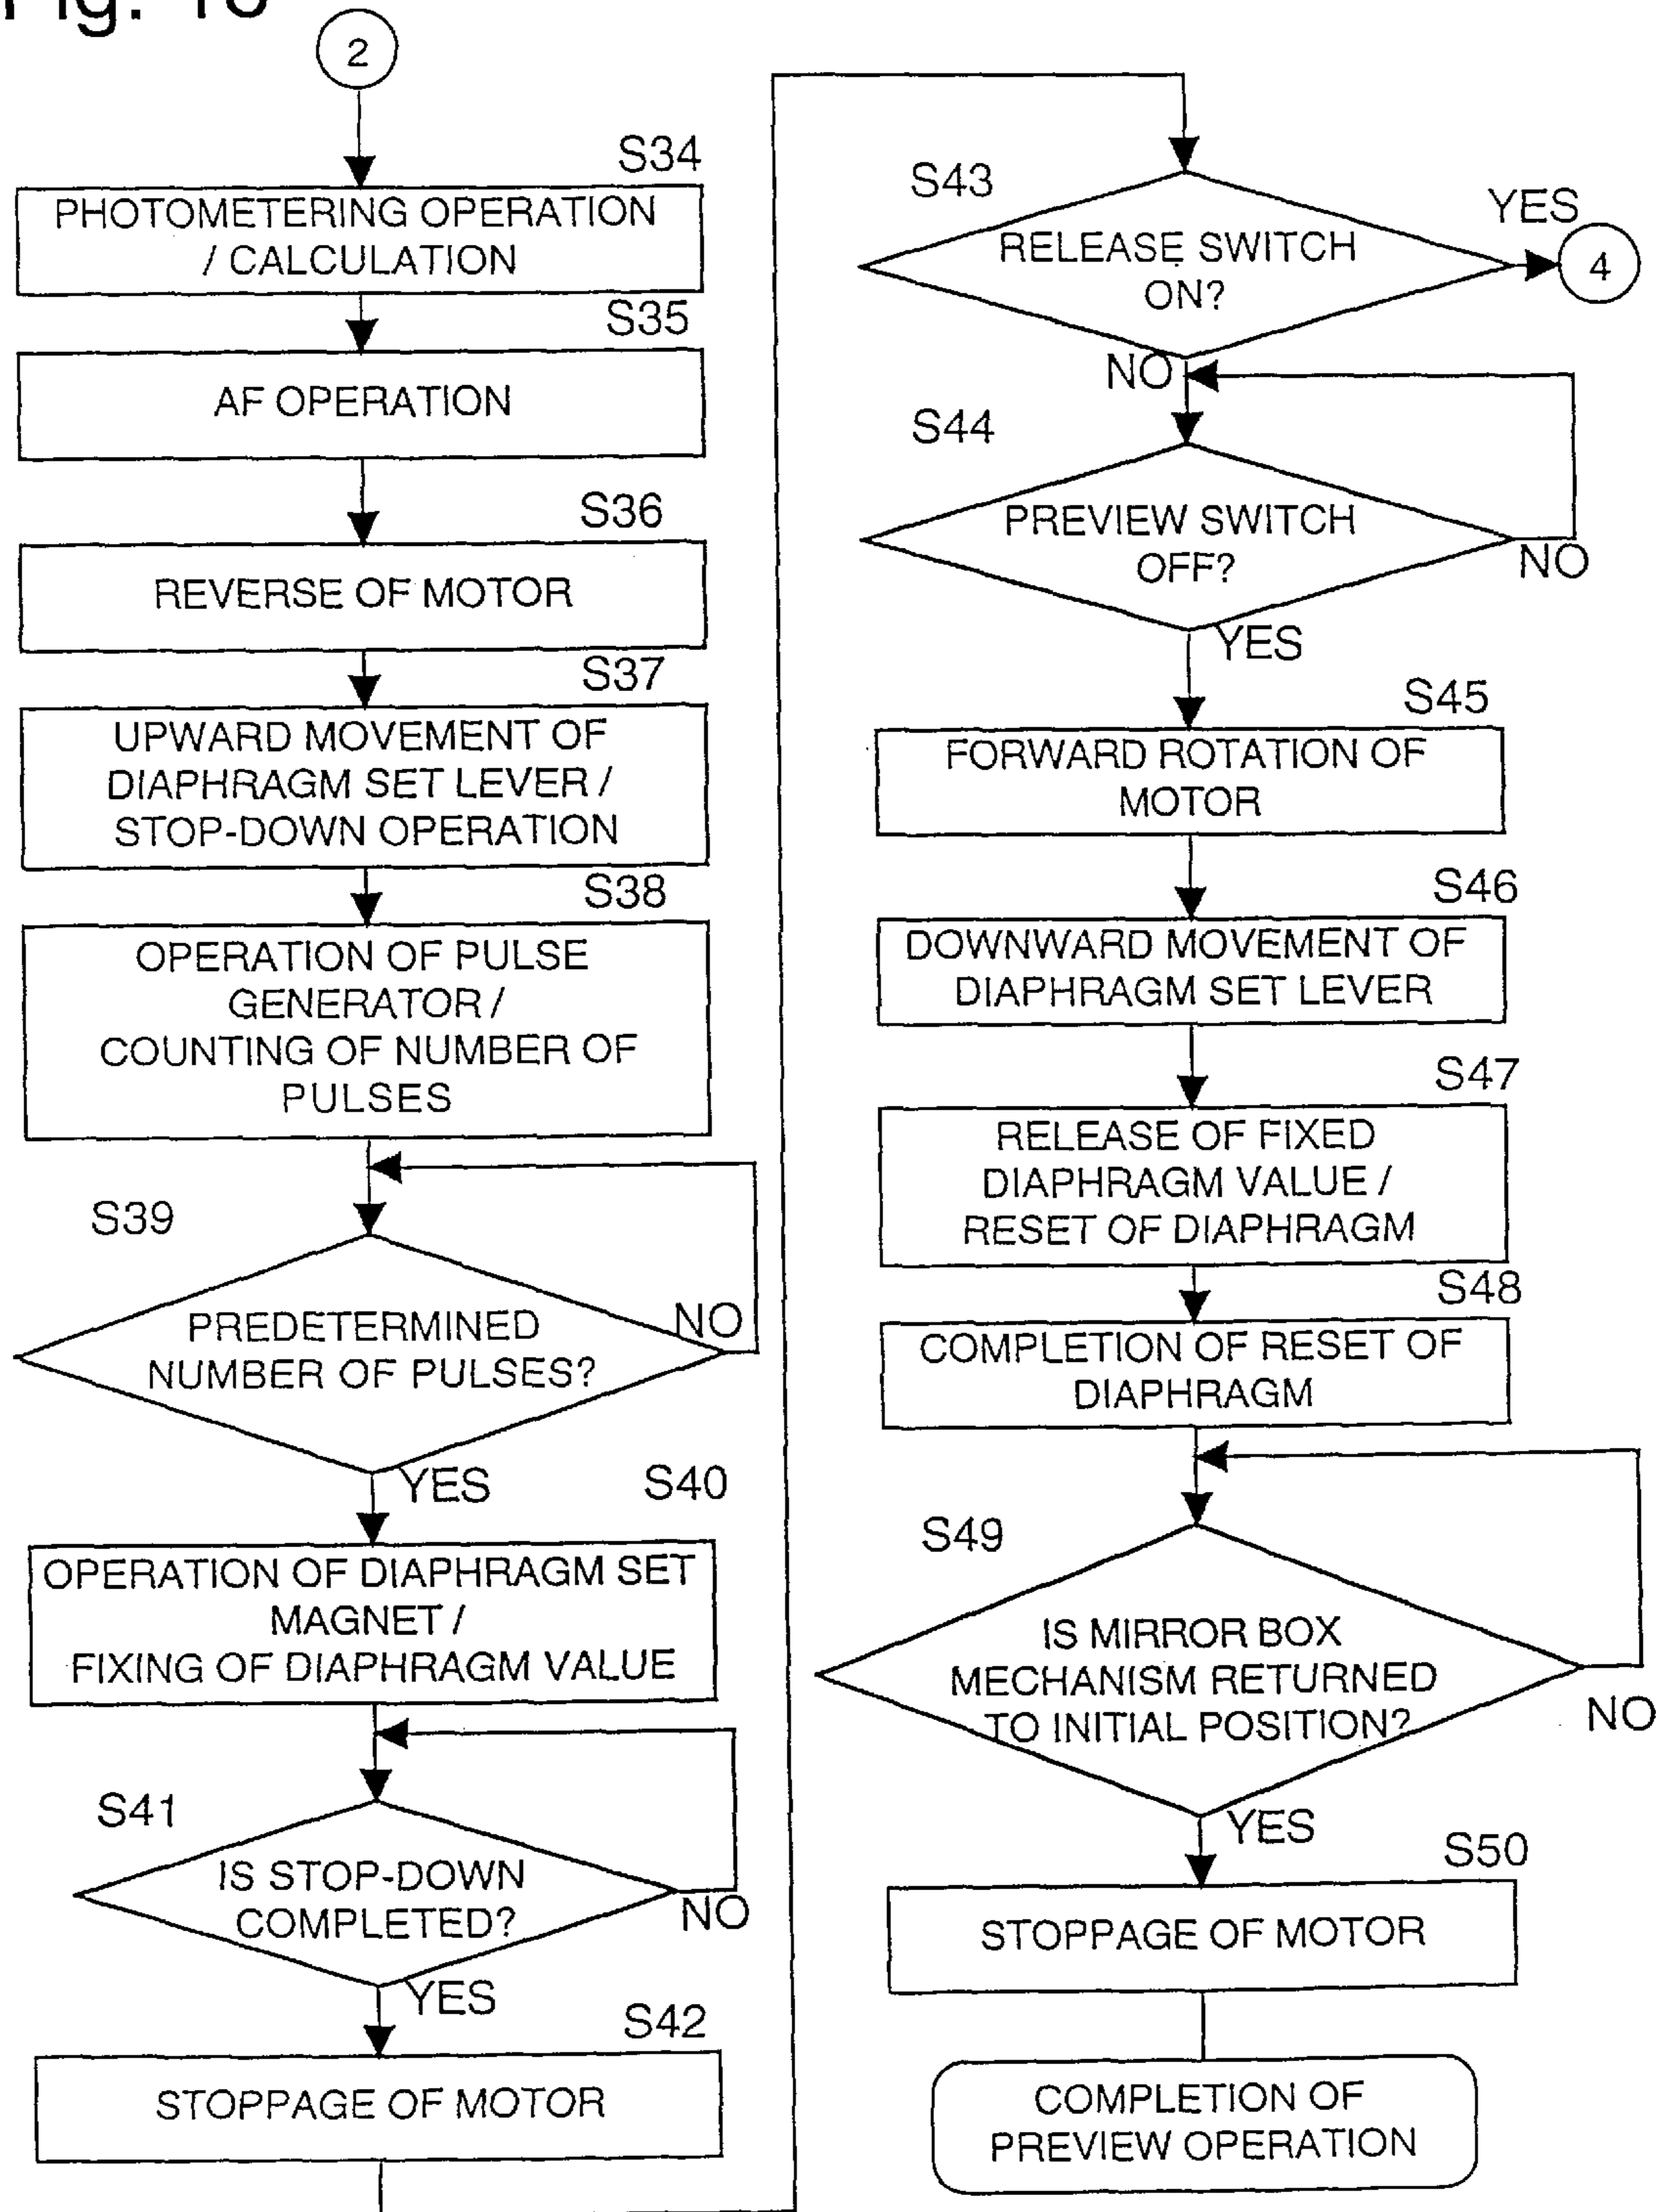 2
S34
PHOTOMETERING OPERATION
/ CALCULATION
S35
AF OPERATION
S36
REVERSE OF MOTOR
S37
UPWARD MOVEMENT OF
DIAPHRAGM SET LEVER /
STOP-DOWN OPERATION
S38
OPERATION OF PULSE
GENERATOR /
COUNTING OF NUMBER OF
PULSES
S39
PREDETERMINED
NUMBER OF PULSES?
NO
YES
S40
OPERATION OF DIAPHRAGM SET
MAGNET /
FIXING OF DIAPHRAGM VALUE
S41
IS STOP-DOWN
COMPLETED?
NO
YES
S42
STOPPAGE OF MOTOR
S43
RELEASE SWITCH
ON?
YES
4
NO
S44
PREVIEW SWITCH
OFF?
NO
YES
S45
FORWARD ROTATION OF
MOTOR
S46
DOWNWARD MOVEMENT OF
DIAPHRAGM SET LEVER
S47
RELEASE OF FIXED
DIAPHRAGM VALUE /
RESET OF DIAPHRAGM
S48
COMPLETION OF RESET OF
DIAPHRAGM
S49
IS MIRROR BOX
MECHANISM RETURNED
TO INITIAL POSITION?
NO
YES
S50
STOPPAGE OF MOTOR
COMPLETION OF
PREVIEW OPERATION